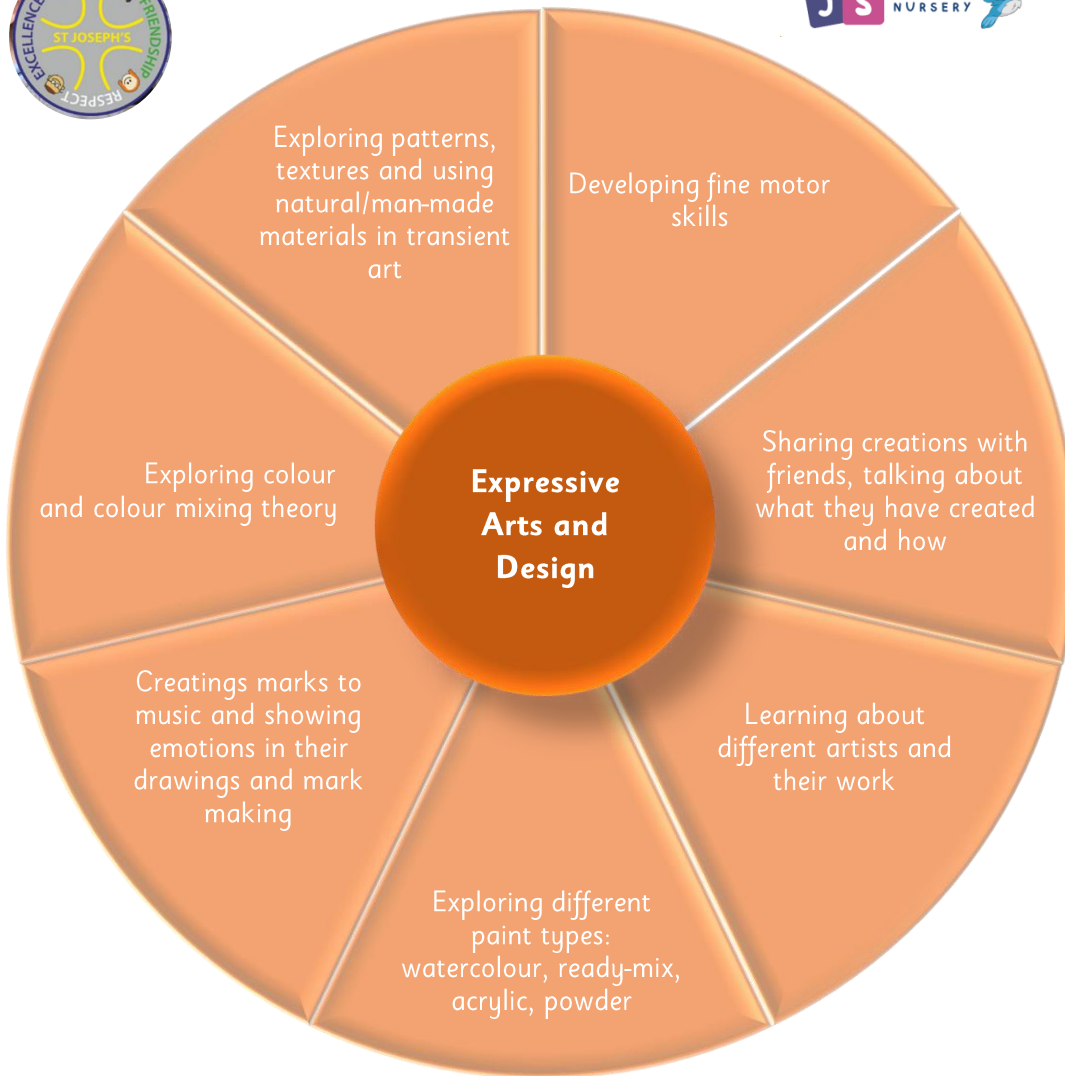 EXCELLENCE
FRIENDSHIP
ST JOSEPH'S
RESPECT
JS
NURSERY
Exploring patterns,
textures and using
natural/man-made
materials in transient
art
Developing fine motor
skills
Sharing creations with
friends, talking about
what they have created
and how
Learning about
different artists and
their work
Exploring different
paint types:
watercolour, ready-mix,
acrylic, powder
Creatings marks to
music and showing
emotions in their
drawings and mark
making
Exploring colour
and colour mixing theory
Expressive
Arts and
Design